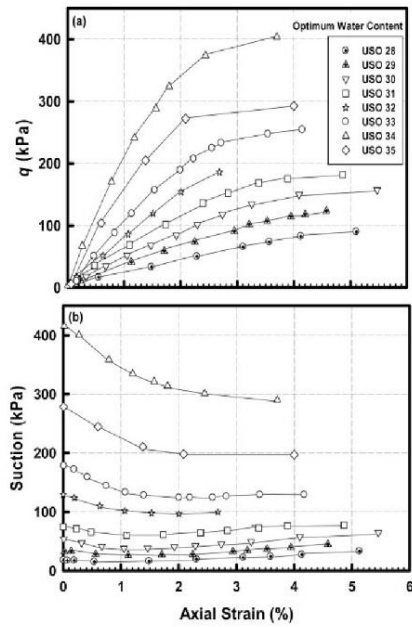 (a)
Optimum Water Content
USO 28
USO 29
USO 30
USO 31
USO 32
USO 33
USO 34
USO 35
400
300
200
100
0
q (kPa)
(b)
400
300
200
100
0
Suction (kPa)
0 1 2 3 4 5 6
Axial Strain (%)